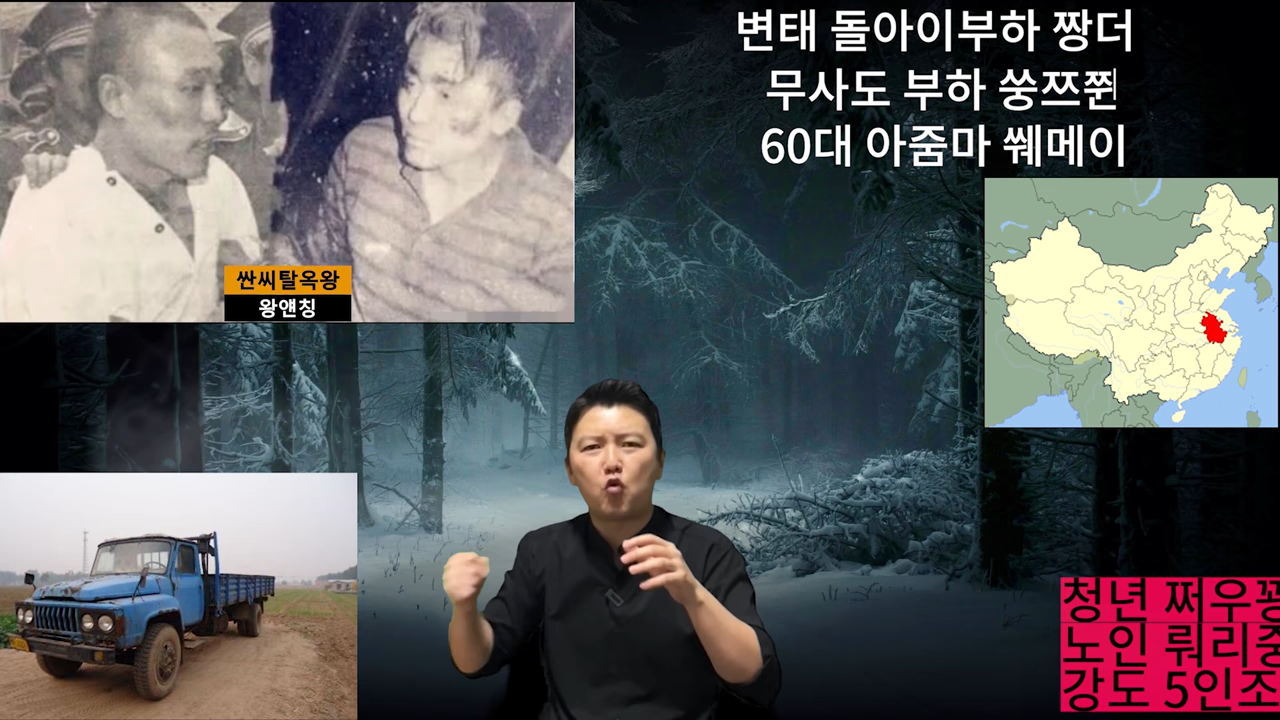 변태 돌아이부하 짱더
무사도 부하 쑹쯔쮠
60대 아줌마 쒜메이
싼씨탈옥왕
왕앤칭
청년 쩌우꽁
노인 뤄리중
강도 5인조